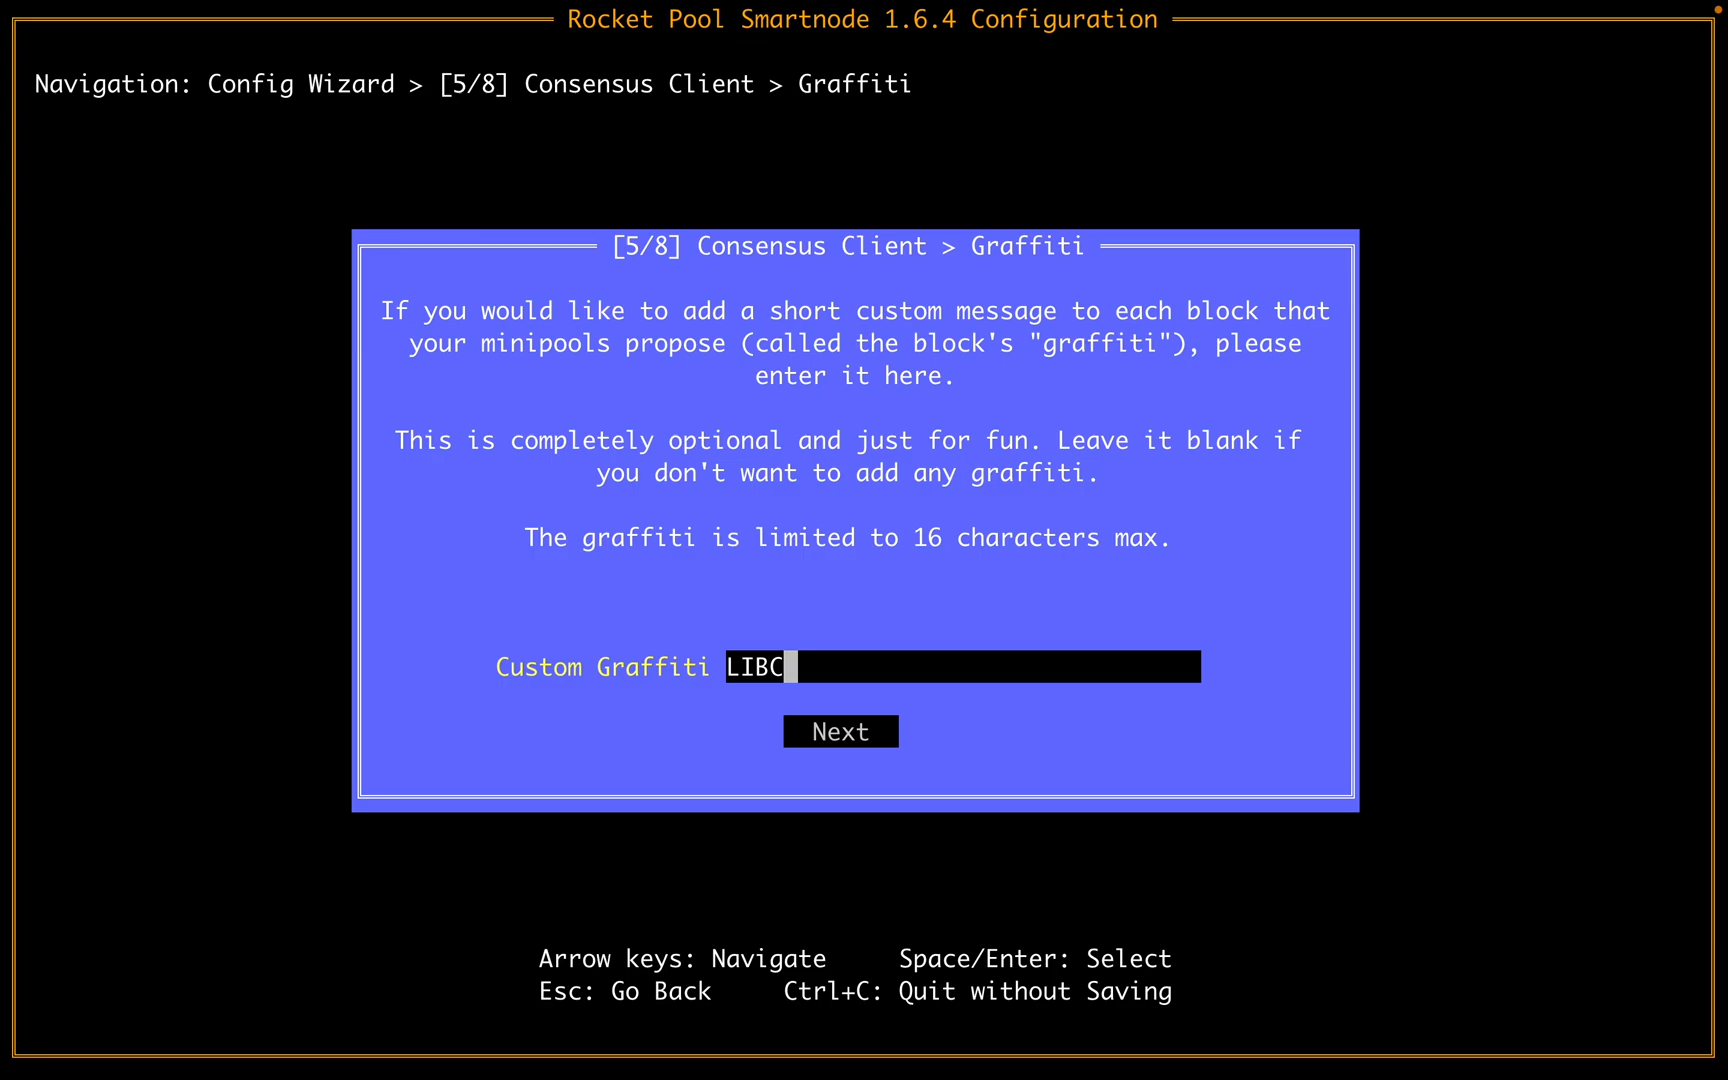 Rocket Pool Smartnode 1.6.4 Configuration
Navigation: Config Wizard > [5/8] Consensus Client > Graffiti
[5/8] Consensus Client > Graffiti
If you would like to add a short custom message to each block that
your minipools propose (called the block's "graffiti"), please
enter it here.
This is completely optional and just for fun. Leave it blank if
you don't want to add any graffiti.
The graffiti is limited to 16 characters max.
Custom Graffiti LIBC
Next
Arrow keys: Navigate Space/Enter: Select
Esc: Go Back Ctrl+C: Quit without Saving